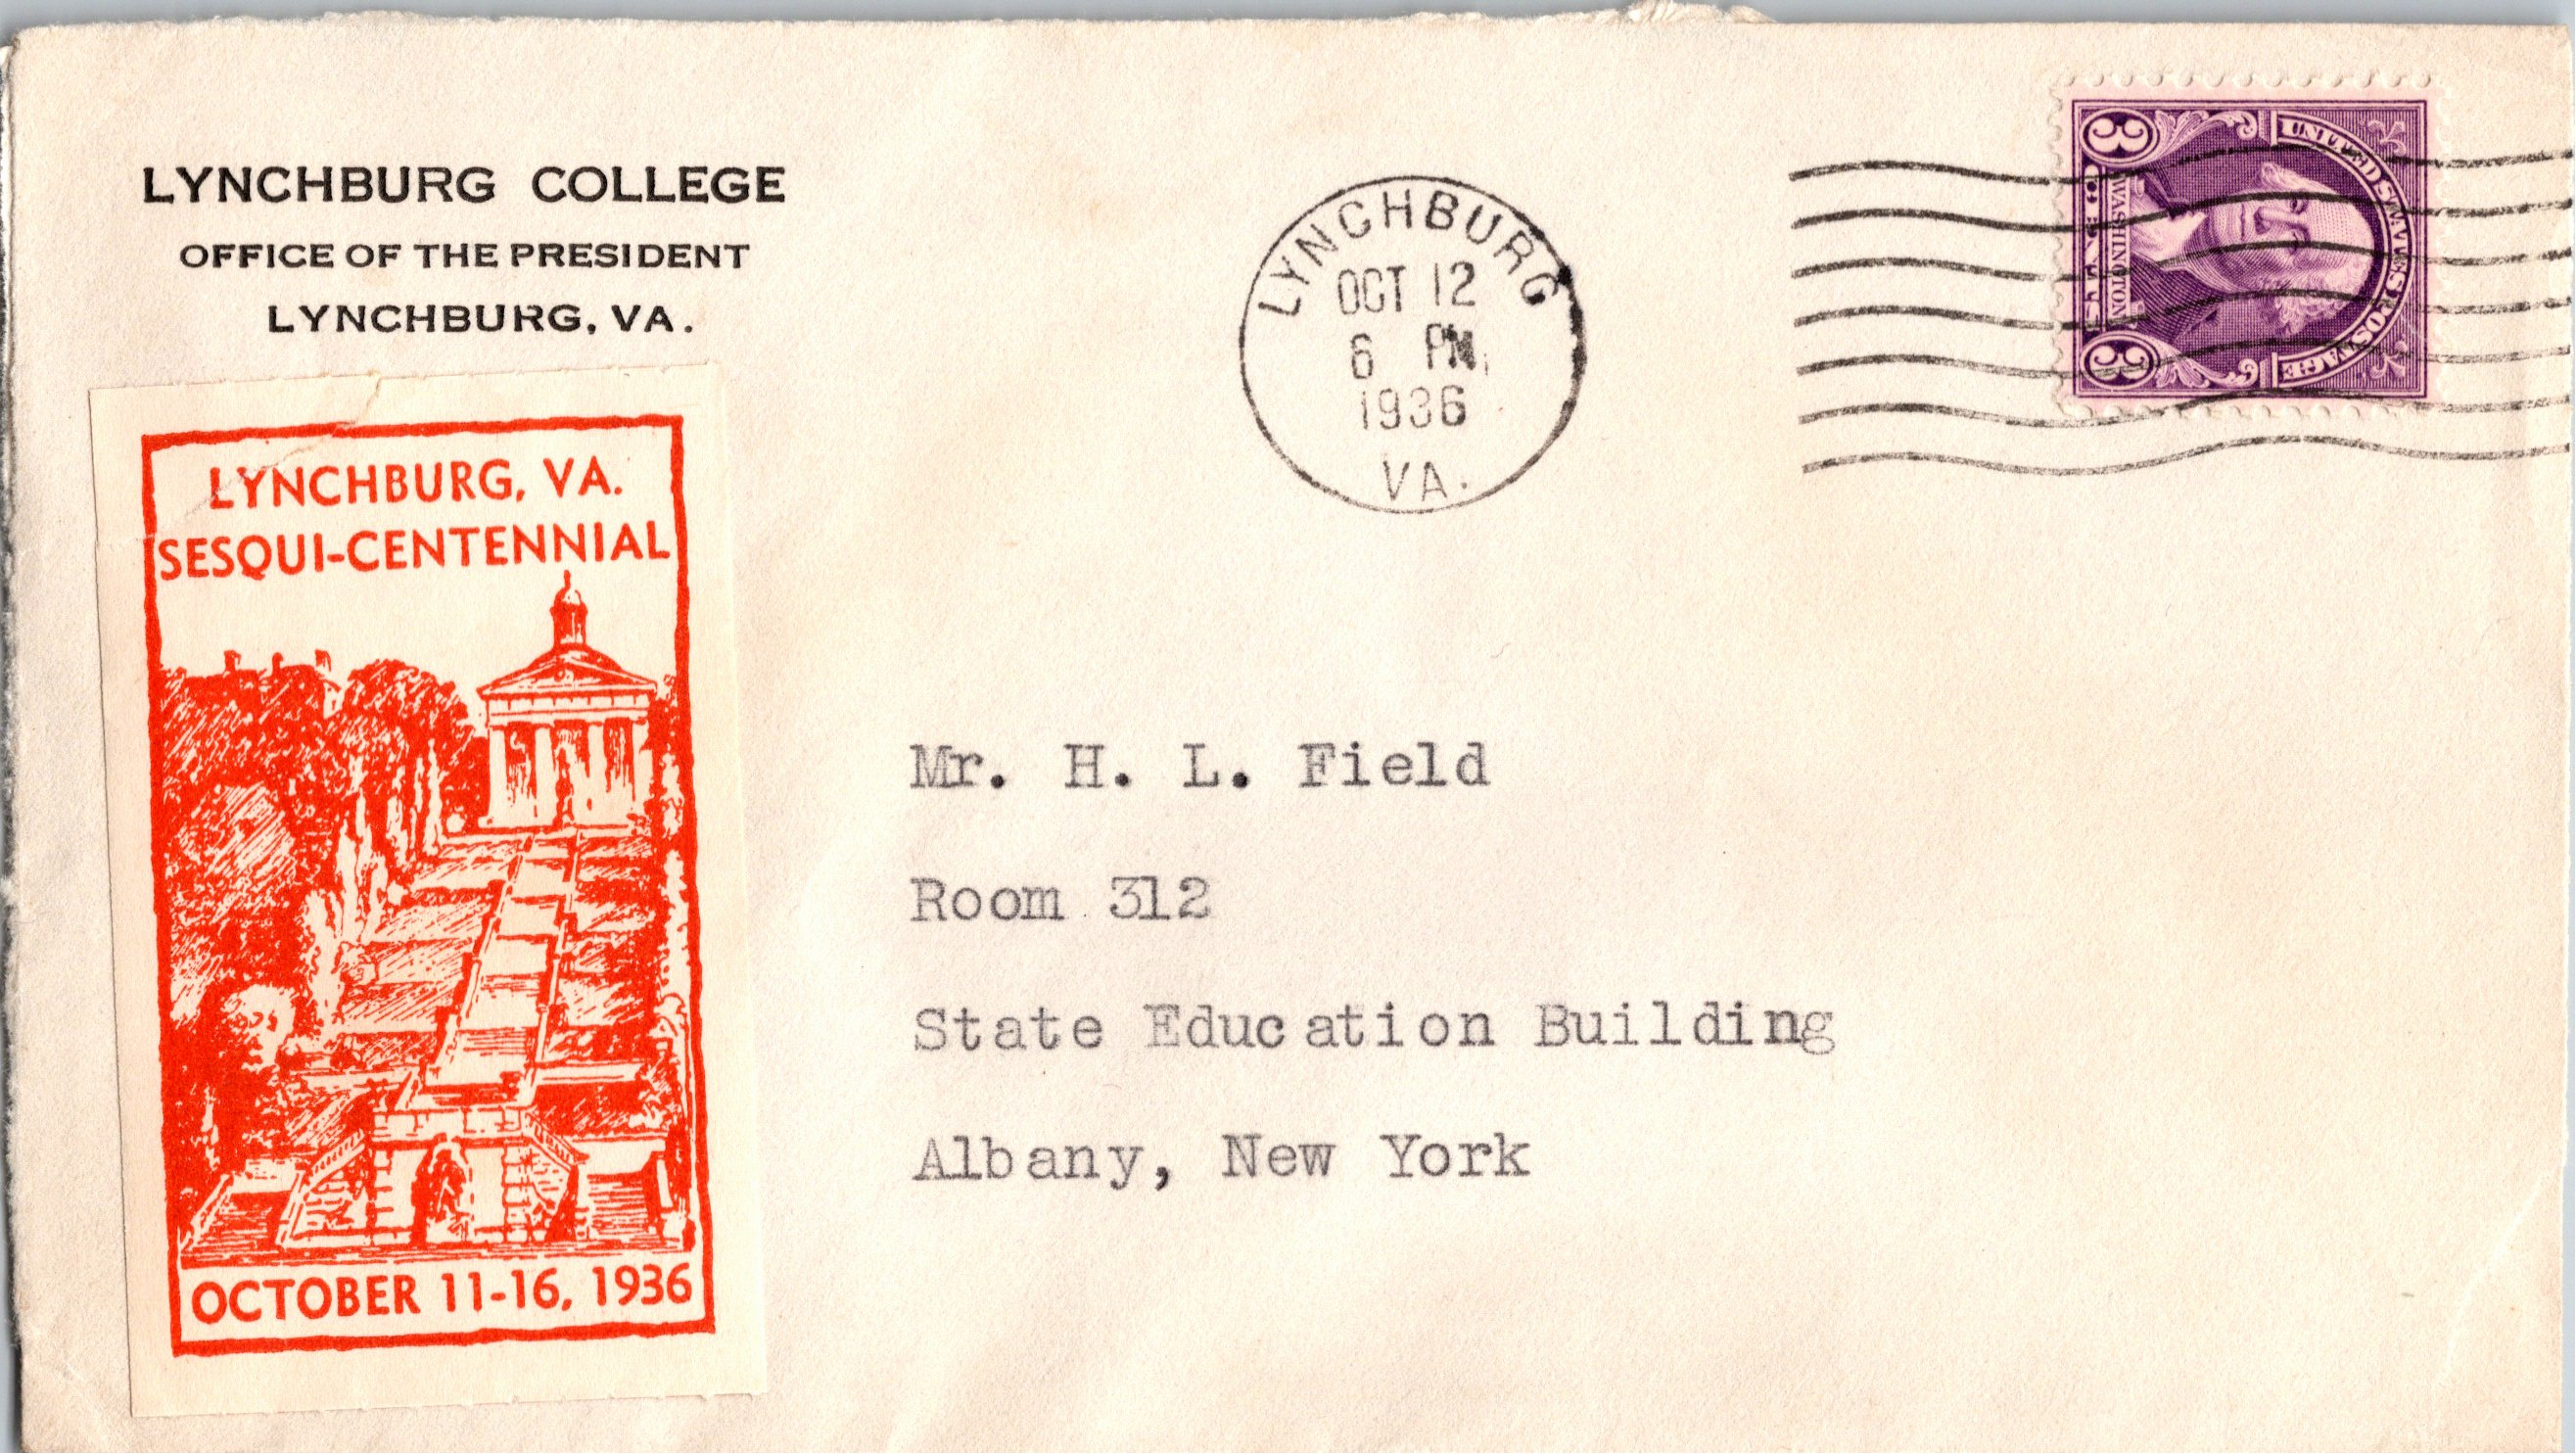 LYNCHBURG COLLEGE
OFFICE OF THE PRESIDENT
LYNCHBURG, VA.
LYNCHBURG
OCT 12
6 PM
1936
VA.
UNITED STATES POSTAGE
WASHINGTON
3 CENTS 3
LYNCHBURG, VA.
SESQUI-CENTENNIAL
OCTOBER 11-16, 1936
Mr. H. L. Field
Room 312
State Education Building
Albany, New York